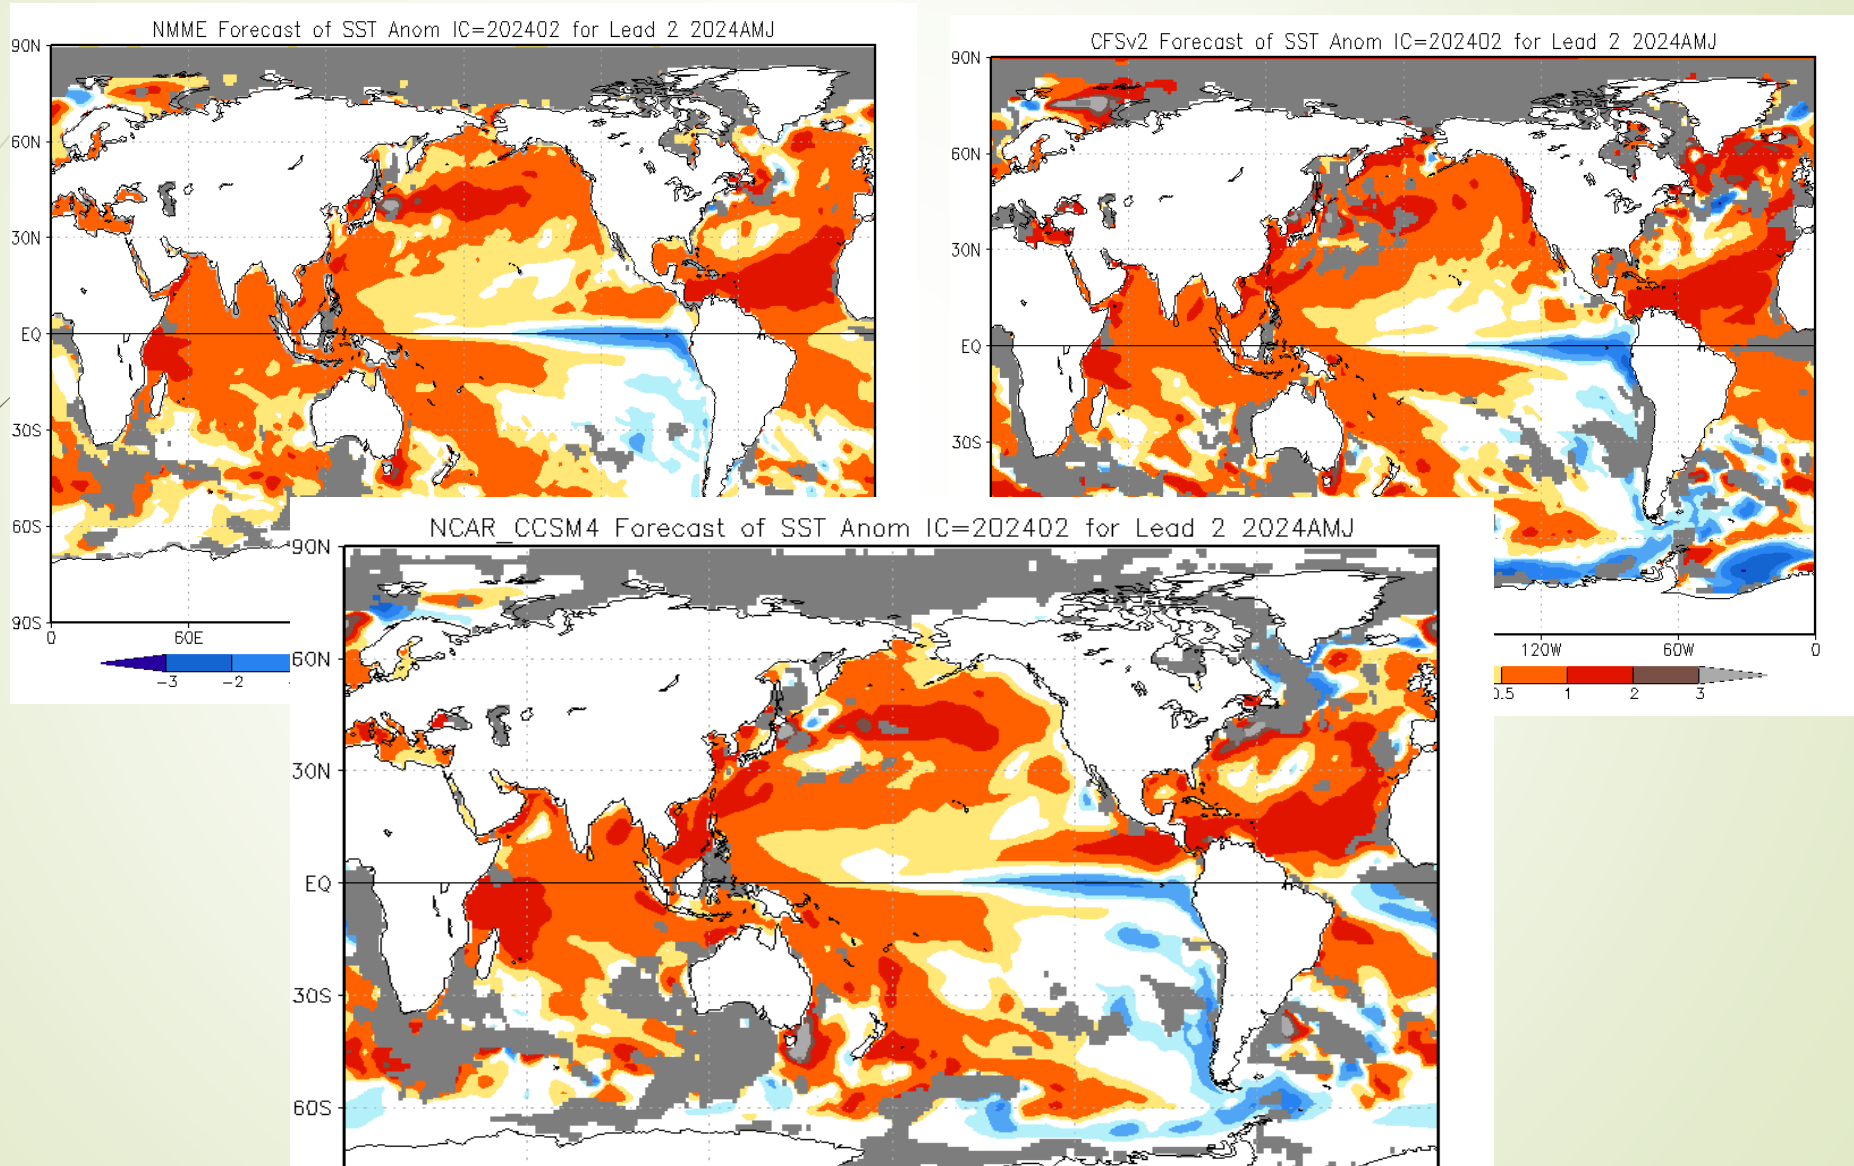 NMME Forecast of SST Anom IC=202402 for Lead 2 2024AMJ
90N
60N
30N
EQ
30S
60S
90S
0 60E
-3 -2
CFSv2 Forecast of SST Anom IC=202402 for Lead 2 2024AMJ
90N
60N
30N
EQ
30S
120W 60W 0
0.5 1 2 3
NCAR_CCSM4 Forecast of SST Anom IC=202402 for Lead 2 2024AMJ
90N
60N
30N
EQ
30S
60S